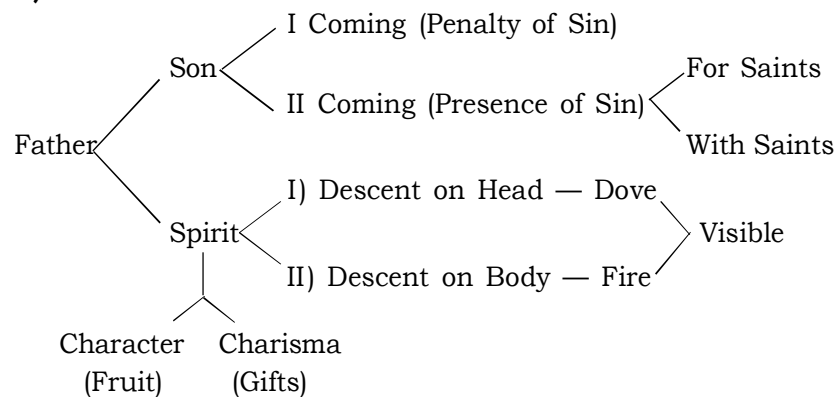 I Coming (Penalty of Sin)
Son
For Saints
II Coming (Presence of Sin)
Father
With Saints
I) Descent on Head — Dove
Spirit
Visible
II) Descent on Body — Fire
Character Charisma
(Fruit) (Gifts)